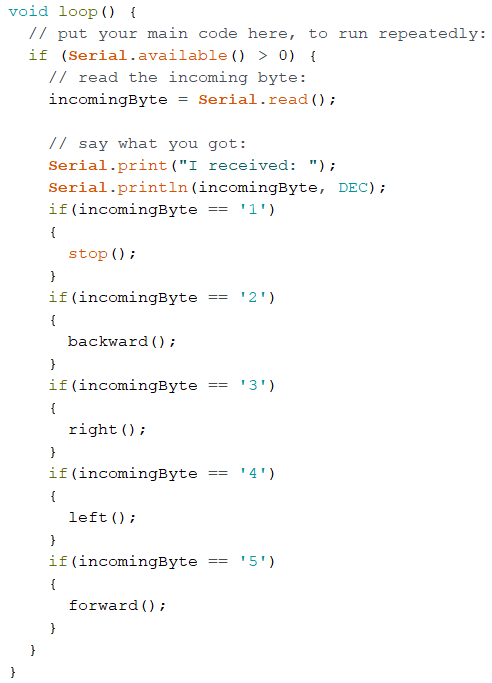 void loop() {
  // put your main code here, to run repeatedly:
  if (Serial.available() > 0) {
    // read the incoming byte:
    incomingByte = Serial.read();

    // say what you got:
    Serial.print("I received: ");
    Serial.println(incomingByte, DEC);
    if(incomingByte == '1')
    {
      stop();
    }
    if(incomingByte == '2')
    {
      backward();
    }
    if(incomingByte == '3')
    {
      right();
    }
    if(incomingByte == '4')
    {
      left();
    }
    if(incomingByte == '5')
    {
      forward();
    }
  }
}